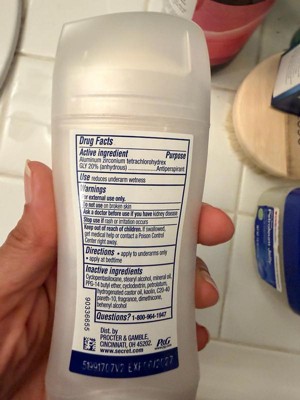 Drug Facts
Active ingredient Purpose
Aluminum zirconium tetrachlorohydrex
GLY 20% (anhydrous).......Antiperspirant
Use reduces underarm wetness
Warnings
For external use only.
Do not use on broken skin
Ask a doctor before use if you have kidney disease
Stop use if rash or irritation occurs
Keep out of reach of children. If swallowed,
get medical help or contact a Poison Control
Center right away.
Directions • apply to underarms only
• apply at bedtime
Inactive ingredients
Cyclopentasiloxane, stearyl alcohol, mineral oil,
PPG-14 butyl ether, cyclodextrin, petrolatum,
hydrogenated castor oil, kaolin, C20-40
pareth-10, fragrance, dimethicone,
behenyl alcohol
Questions? 1-800-964-1947
90336655
Dist. by
PROCTER & GAMBLE,
CINCINNATI, OH 45202.
www.secret.com
P&G